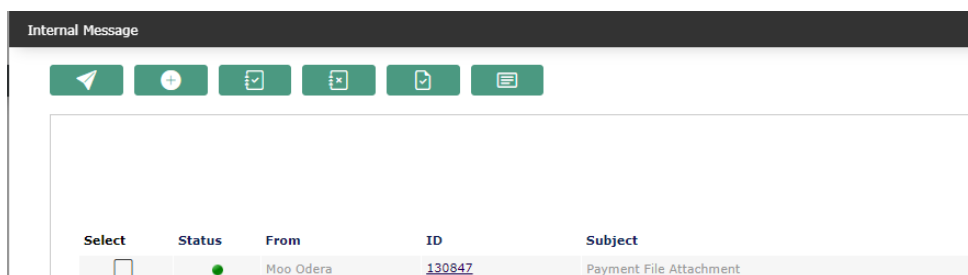 Internal Message
Select Status From ID Subject
Moo Odera 130847 Payment File Attachment